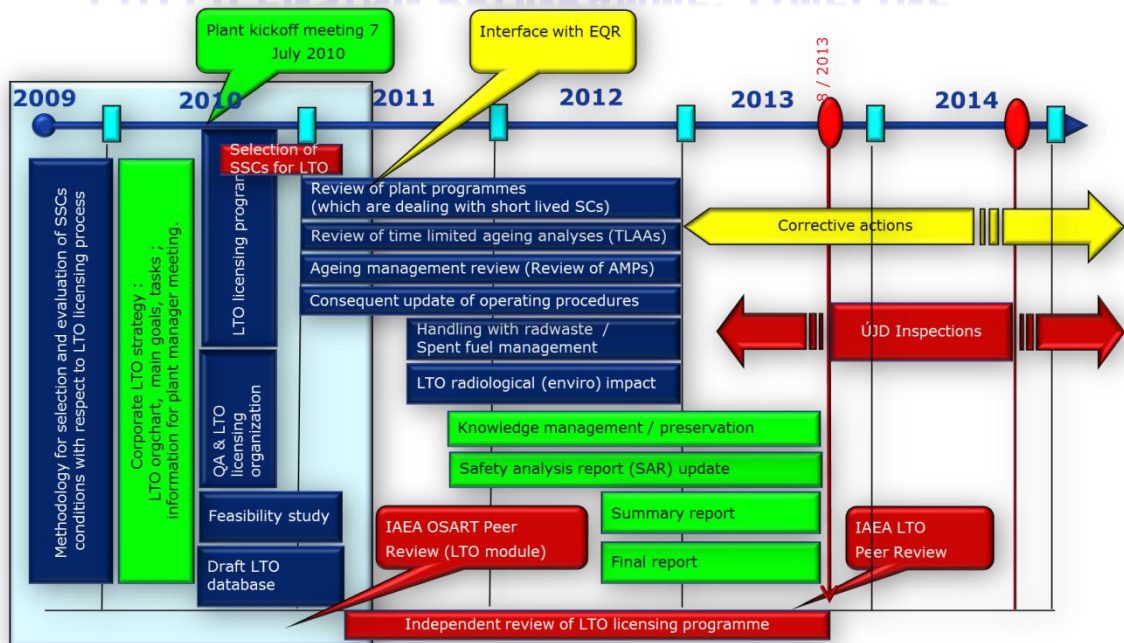 Plant kickoff meeting 7
July 2010
Interface with EQR
8 / 2013
2009
2010
2011
2012
2013
2014
Methodology for selection and evaluation of SSCs
conditions with respect to LTO licensing process
Corporate LTO strategy :
LTO orgchart, main goals, tasks ;
information for plant manager meeting.
LTO licensing program
Selection of
SSCs for LTO
Review of plant programmes
(which are dealing with short lived SCs)
Review of time limited ageing analyses (TLAAs)
Ageing management review (Review of AMPs)
Consequent update of operating procedures
Handling with radwaste /
Spent fuel management
LTO radiological (enviro) impact
Corrective actions
ÚJD Inspections
QA & LTO
licensing
organization
Knowledge management / preservation
Safety analysis report (SAR) update
Feasibility study
Summary report
IAEA OSART Peer
Review (LTO module)
IAEA LTO
Peer Review
Draft LTO
database
Final report
Independent review of LTO licensing programme